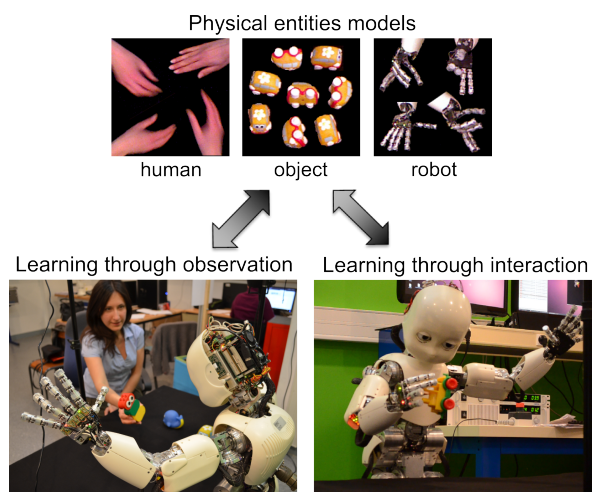 Physical entities models
human
object
robot
Learning through observation
Learning through interaction